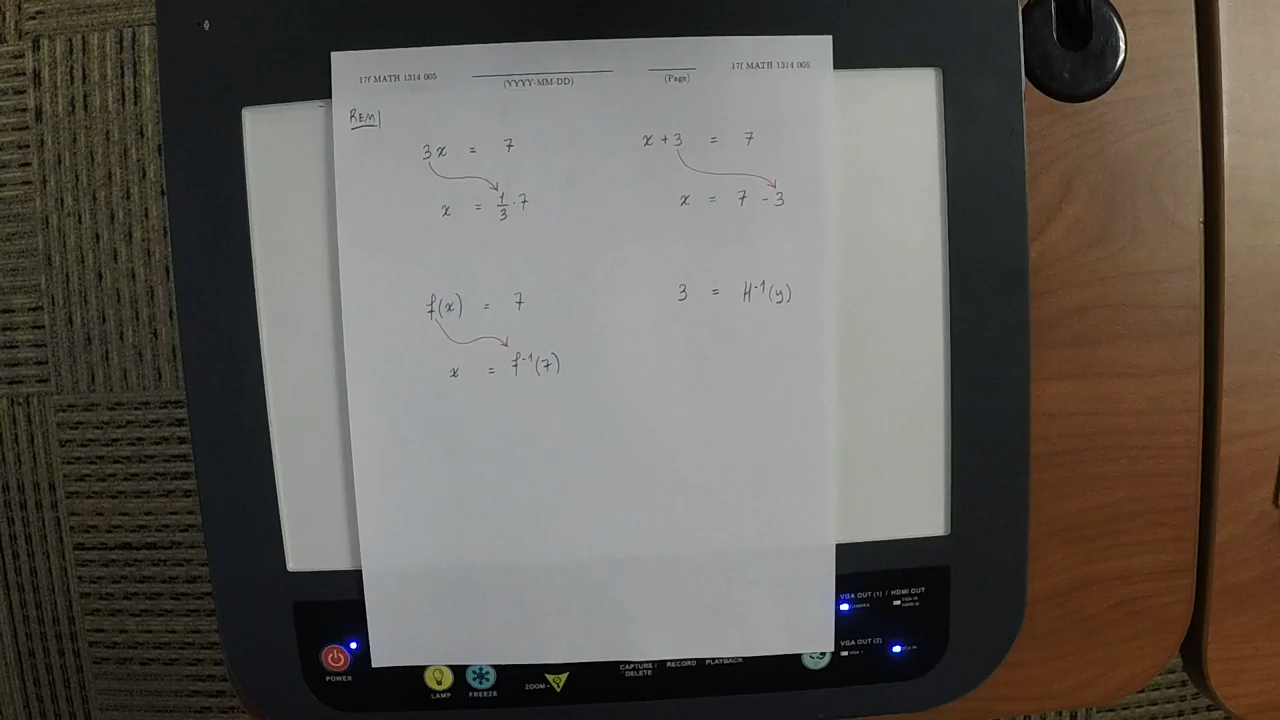 17f MATH 1314 005
(YYYY-MM-DD)
(Page)
17f MATH 1314 005
REM
3x = 7
x = 1/3 · 7
x + 3 = 7
x = 7 - 3
f(x) = 7
x = f⁻¹(7)
3 = H⁻¹(y)
VGA OUT (1) / HDMI OUT
CAMERA
VGA OUT (2)
POWER
LAMP
FREEZE
ZOOM
CAPTURE / DELETE
RECORD
PLAYBACK